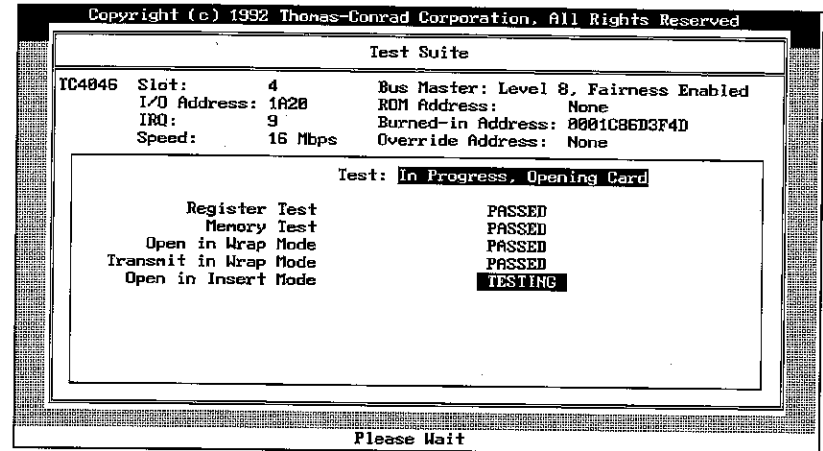 Copyright (c) 1992 Thomas-Conrad Corporation, All Rights Reserved
Test Suite
TC4046 Slot: 4 Bus Master: Level 8, Fairness Enabled
I/O Address: 1A20 ROM Address: None
IRQ: 9 Burned-in Address: 0001C86D3F4D
Speed: 16 Mbps Override Address: None
Test: In Progress, Opening Card
Register Test PASSED
Memory Test PASSED
Open in Wrap Mode PASSED
Transmit in Wrap Mode PASSED
Open in Insert Mode TESTING
Please Wait